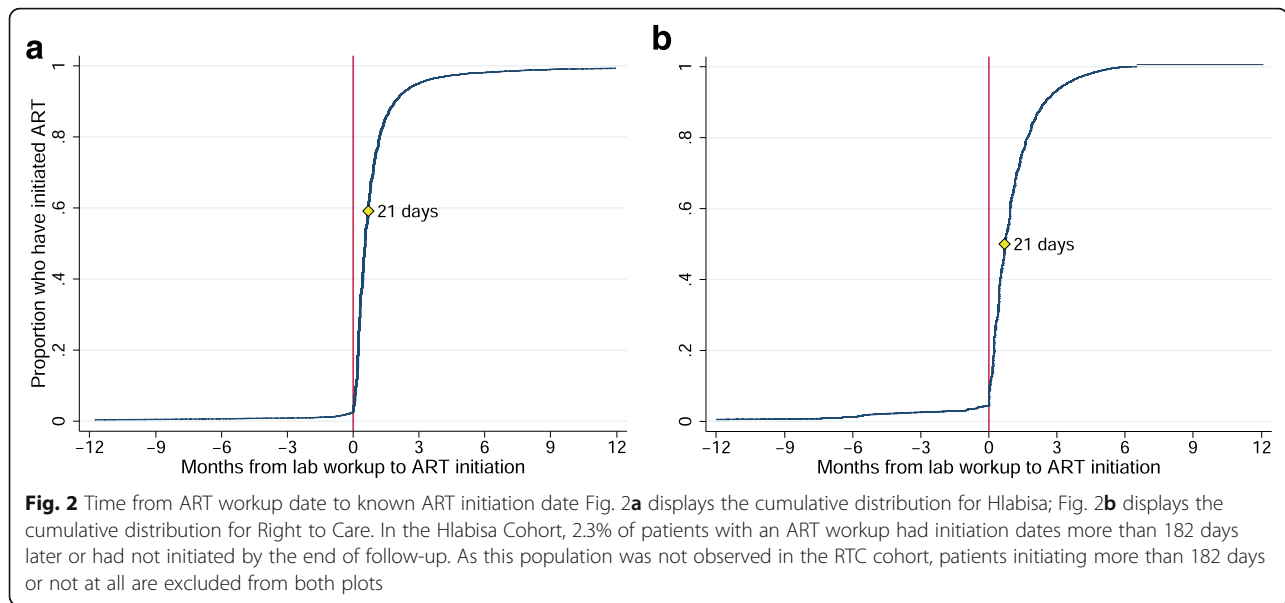 a
b
Proportion who have initiated ART
1
.8
.6
.4
.2
0
21 days
−12 −9 −6 −3 0 3 6 9 12
Months from lab workup to ART initiation
1
.8
.6
.4
.2
0
21 days
−12 −9 −6 −3 0 3 6 9 12
Months from lab workup to ART initiation
Fig. 2 Time from ART workup date to known ART initiation date Fig. 2a displays the cumulative distribution for Hlabisa; Fig. 2b displays the
cumulative distribution for Right to Care. In the Hlabisa Cohort, 2.3% of patients with an ART workup had initiation dates more than 182 days
later or had not initiated by the end of follow-up. As this population was not observed in the RTC cohort, patients initiating more than 182 days
or not at all are excluded from both plots